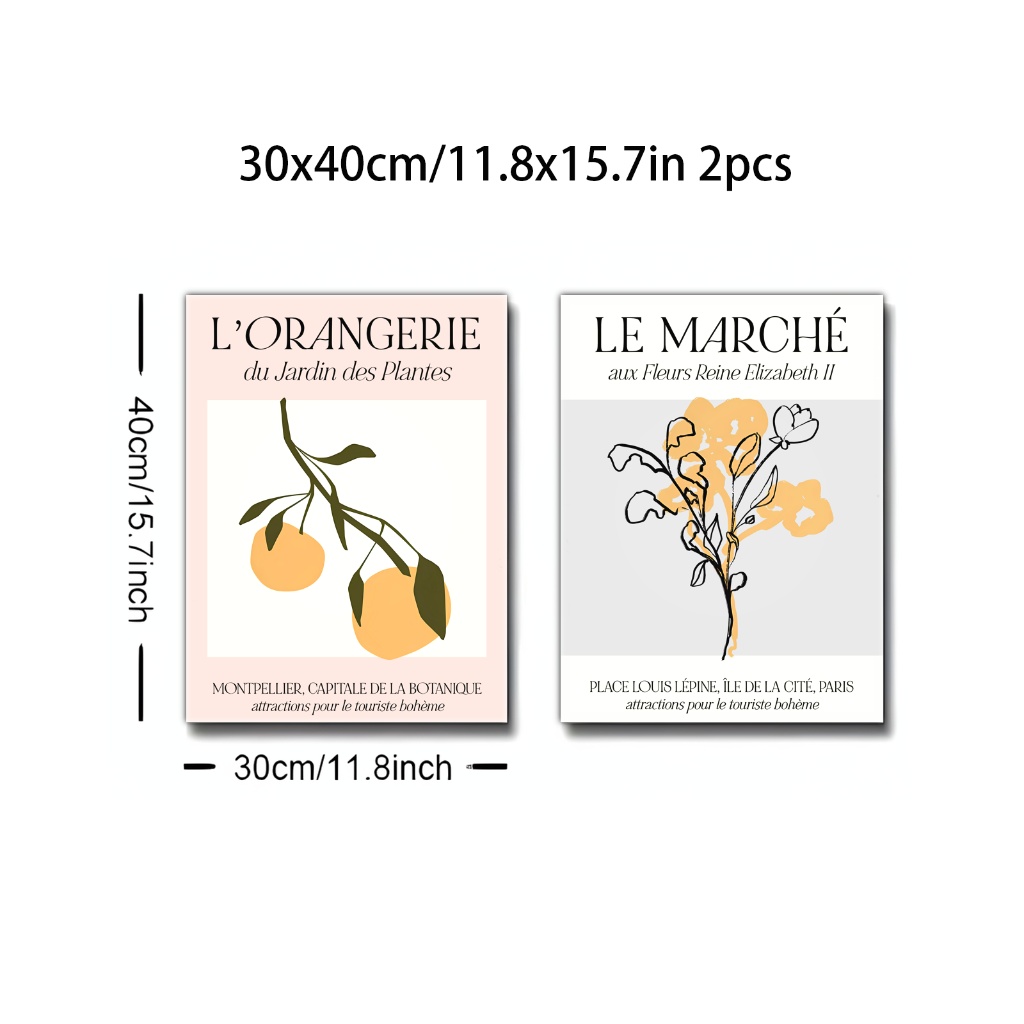 30x40cm/11.8x15.7in 2pcs
40cm/15.7inch
L'ORANGERIE
du Jardin des Plantes
MONTPELLIER, CAPITALE DE LA BOTANIQUE
attractions pour le touriste bohème
LE MARCHÉ
aux Fleurs Reine Elizabeth II
PLACE LOUIS LÉPINE, ÎLE DE LA CITÉ, PARIS
attractions pour le touriste bohème
30cm/11.8inch